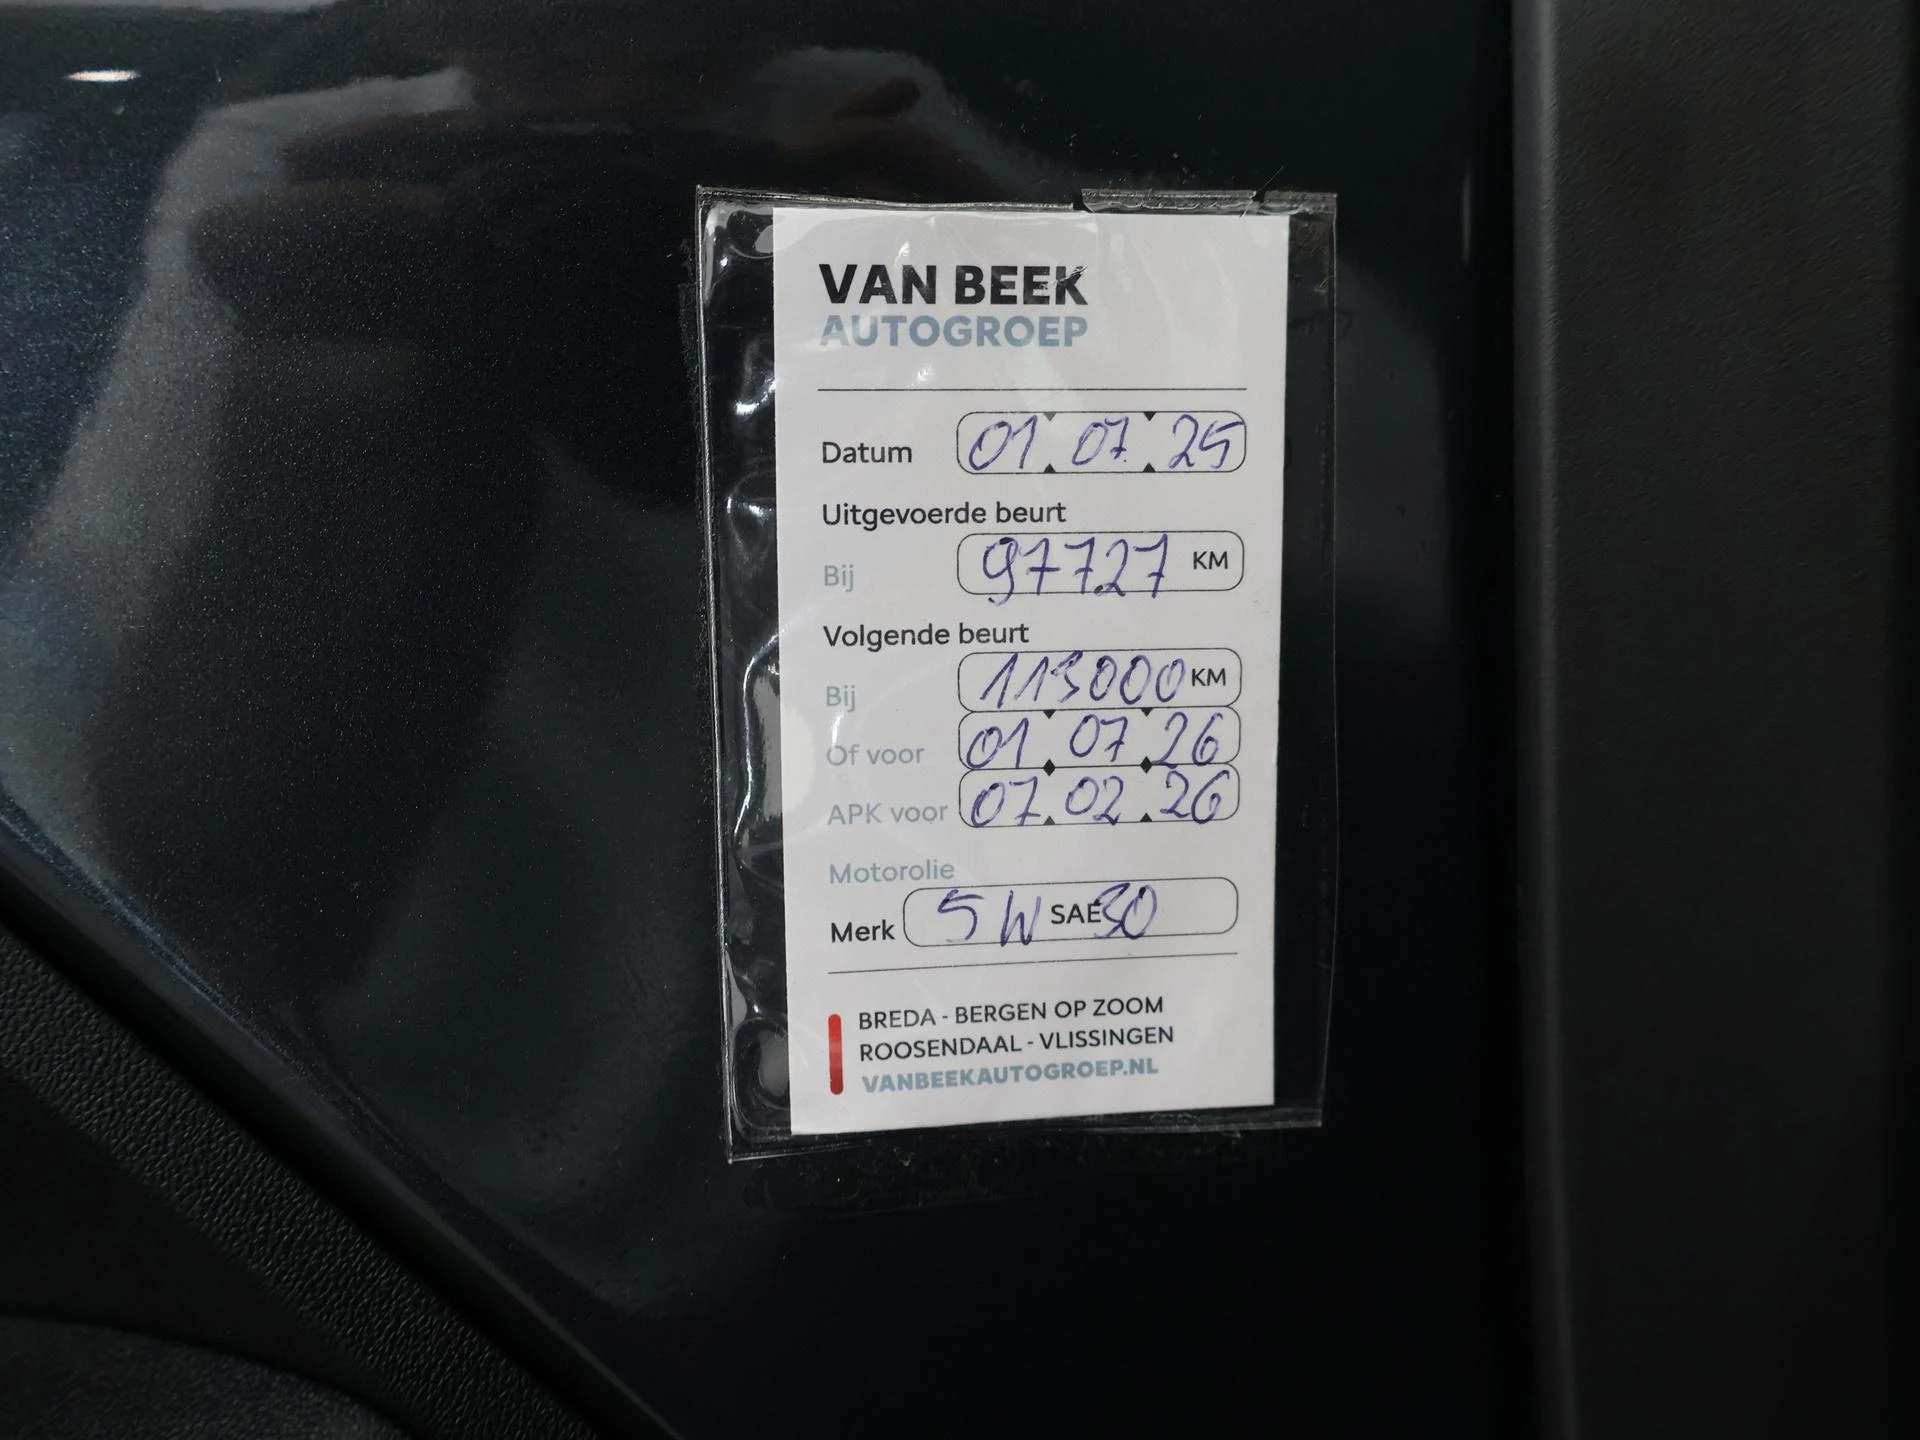 VAN BEEK
AUTOGROEP
Datum 01 07 25
Uitgevoerde beurt
Bij 97727 KM
Volgende beurt
Bij 113000 KM
Of voor 01 07 26
APK voor 07 02 26
Motorolie
Merk 5W SAE 30
BREDA - BERGEN OP ZOOM
ROOSENDAAL - VLISSINGEN
VANBEEKAUTOGROEP.NL